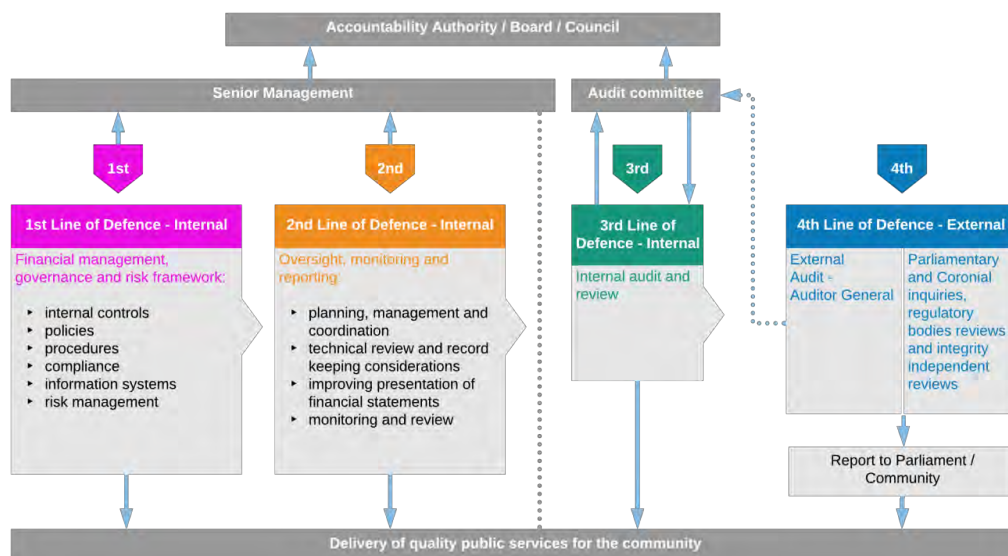 Accountability Authority / Board / Council
Senior Management
Audit committee
1st
2nd
3rd
4th
1st Line of Defence - Internal
Financial management,
governance and risk framework:
‣ internal controls
‣ policies
‣ procedures
‣ compliance
‣ information systems
‣ risk management
2nd Line of Defence - Internal
Oversight, monitoring and
reporting:
‣ planning, management and
coordination
‣ technical review and record
keeping considerations
‣ improving presentation of
financial statements
‣ monitoring and review
3rd Line of
Defence - Internal
Internal audit and
review
4th Line of Defence - External
External
Audit -
Auditor General
Parliamentary
and Coronial
inquiries,
regulatory
bodies reviews
and integrity
independent
reviews
Report to Parliament /
Community
Delivery of quality public services for the community